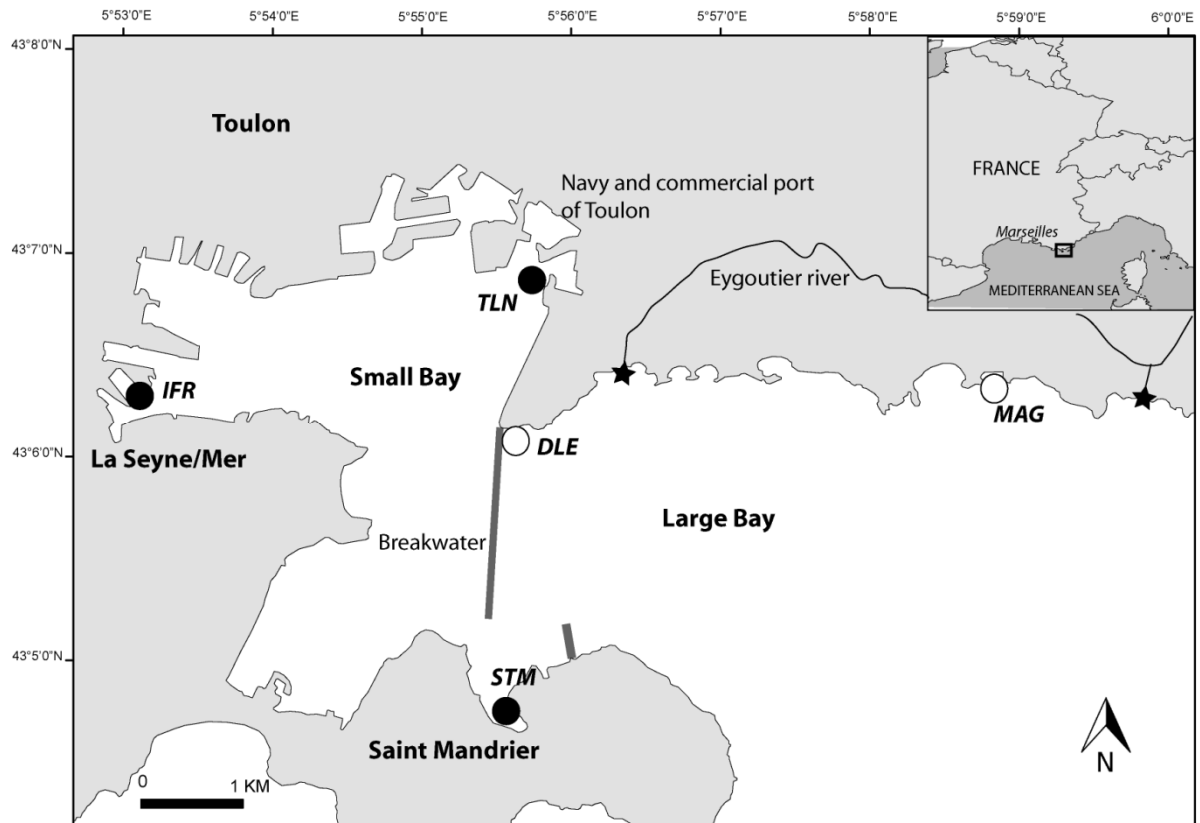 5°53'0"E 5°54'0"E 5°55'0"E 5°56'0"E 5°57'0"E 5°58'0"E 5°59'0"E 6°0'0"E
43°8'0"N
Toulon
Navy and commercial port
of Toulon
FRANCE
Marseilles
MEDITERRANEAN SEA
43°7'0"N
Eygoutier river
TLN
Small Bay
IFR
MAG
La Seyne/Mer
DLE
43°6'0"N
Large Bay
Breakwater
43°5'0"N
STM
Saint Mandrier
0 1 KM
N